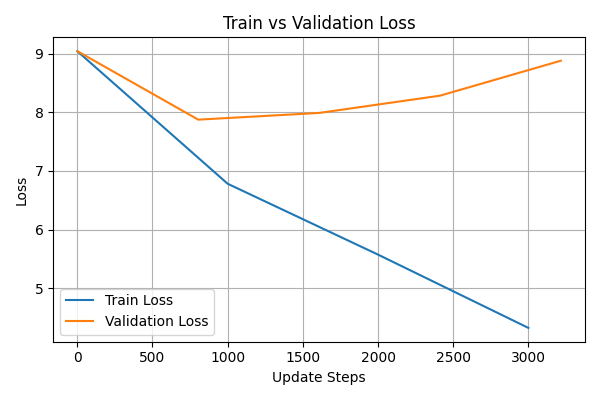 Train vs Validation Loss
9
8
7
6
5
Loss
Train Loss
Validation Loss
0 500 1000 1500 2000 2500 3000
Update Steps